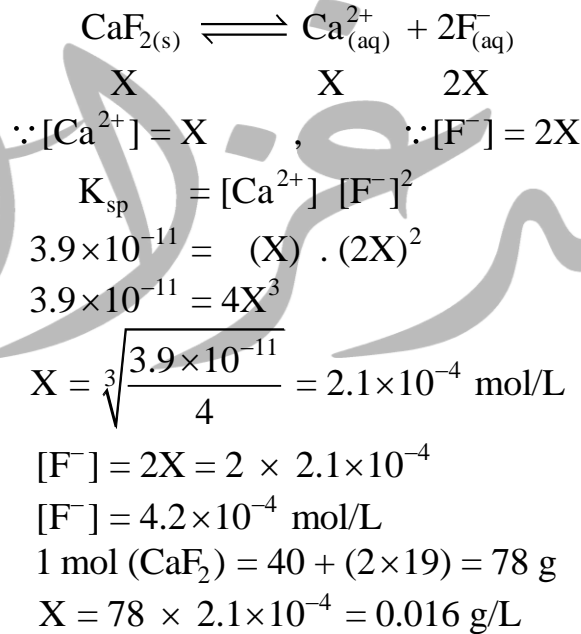 CaF₂(s) ⇌ Ca²⁺(aq) + 2F⁻(aq)
X X 2X
∵[Ca²⁺] = X , ∵[F⁻] = 2X
Ksp = [Ca²⁺] [F⁻]²
3.9×10⁻¹¹ = (X) . (2X)²
3.9×10⁻¹¹ = 4X³
X = ∛(3.9×10⁻¹¹ / 4) = 2.1×10⁻⁴ mol/L
[F⁻] = 2X = 2 × 2.1×10⁻⁴
[F⁻] = 4.2×10⁻⁴ mol/L
1 mol (CaF₂) = 40 + (2×19) = 78 g
X = 78 × 2.1×10⁻⁴ = 0.016 g/L